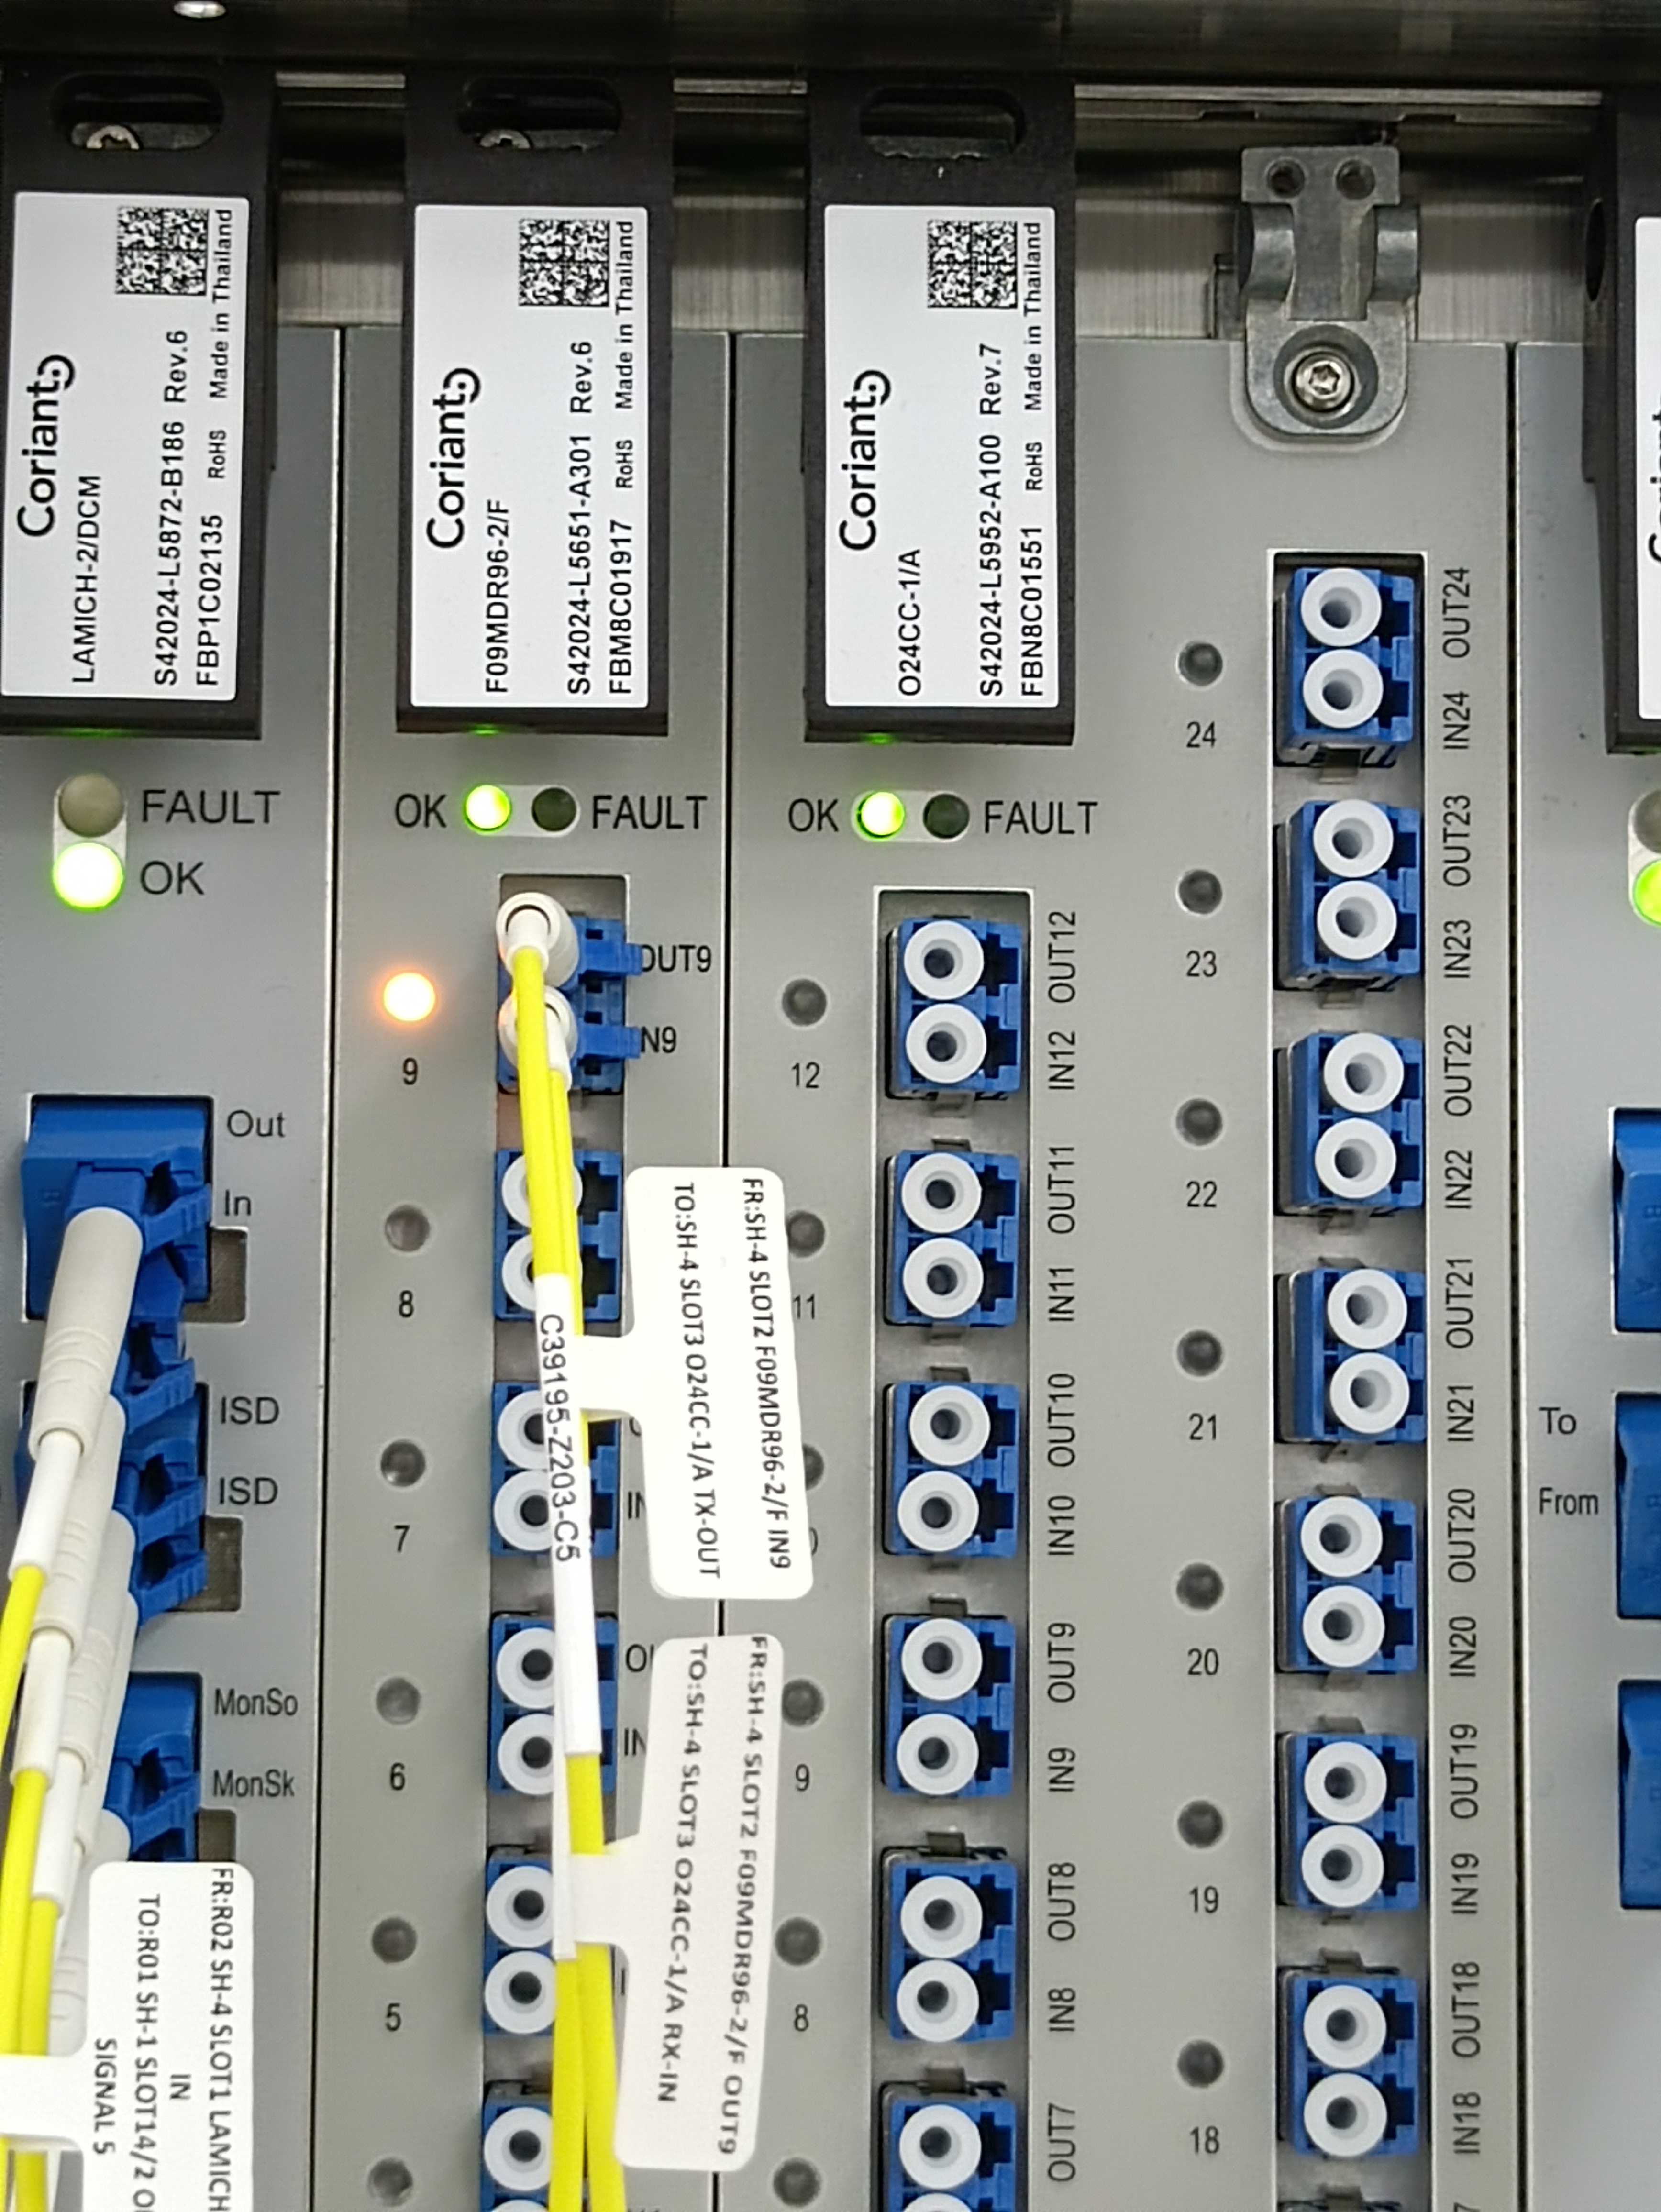 Coriant
LAMICH-2/DCM
S42024-L5872-B186 Rev.6
FBP1C02135 RoHS Made in Thailand
FAULT
OK
Out
In
ISD
ISD
MonSo
MonSk
FR:R02 SH-4 SLOT1 LAMICH
IN
TO:R01 SH-1 SLOT14/2
SIGNAL 5
Coriant
F09MDR96-2/F
S42024-L5651-A301 Rev.6
FBM8C01917 RoHS Made in Thailand
OK FAULT
OUT9
IN9
9
8
7
6
5
C39195-Z203-C5
FR:SH-4 SLOT2 F09MDR96-2/F IN9
TO:SH-4 SLOT3 O24CC-1/A TX-OUT
FR:SH-4 SLOT2 F09MDR96-2/F OUT9
TO:SH-4 SLOT3 O24CC-1/A RX-IN
Coriant
O24CC-1/A
S42024-L5952-A100 Rev.7
FBN8C01551 RoHS Made in Thailand
OK FAULT
12
IN12 OUT12
11
IN11 OUT11
IN10 OUT10
9
IN9 OUT9
8
IN8 OUT8
OUT7
24
IN24 OUT24
23
IN23 OUT23
22
IN22 OUT22
21
IN21 OUT21
20
IN20 OUT20
19
IN19 OUT19
18
IN18 OUT18
To
From